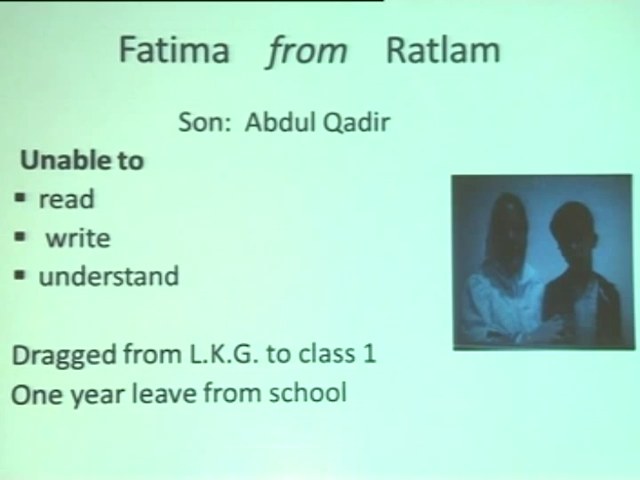 Fatima from Ratlam
Son: Abdul Qadir
Unable to
▪ read
▪ write
▪ understand
Dragged from L.K.G. to class 1
One year leave from school